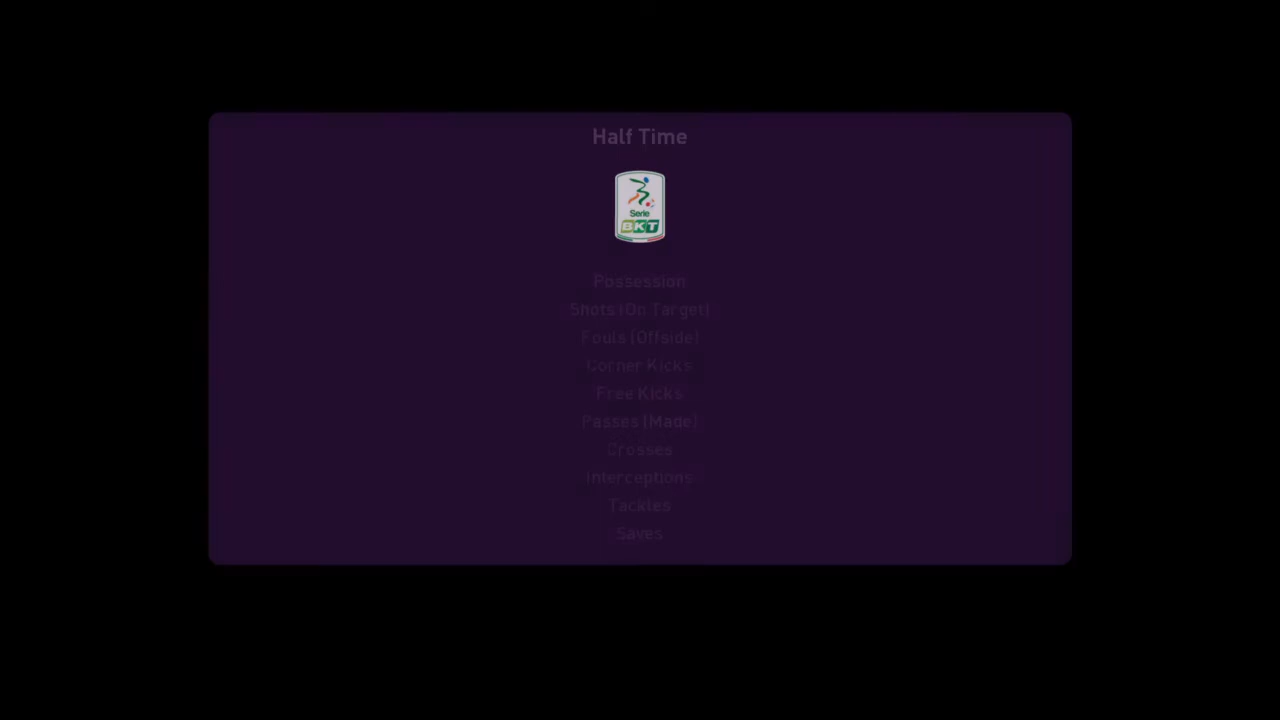 Half Time
Serie
BKT
Possession
Shots (On Target)
Fouls (Offside)
Corner Kicks
Free Kicks
Passes (Made)
Crosses
Interceptions
Tackles
Saves